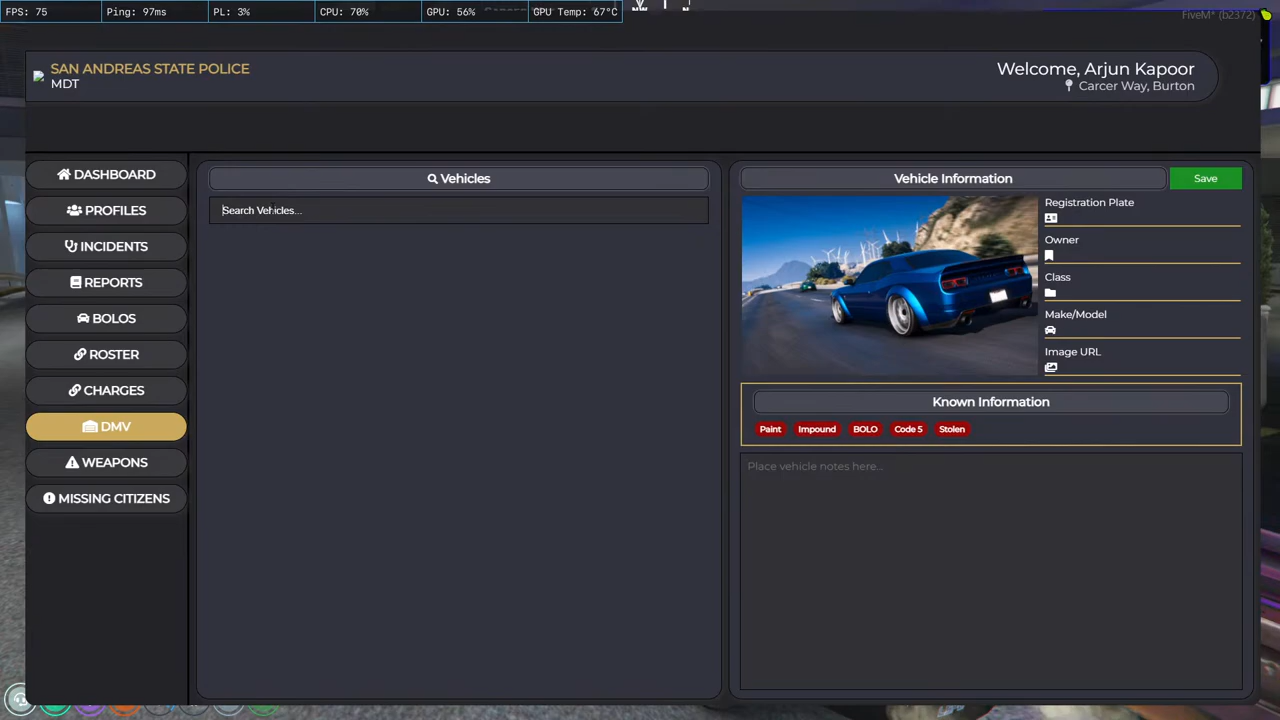 FPS: 75 Ping: 97ms PL: 3% CPU: 70% GPU: 56% GPU Temp: 67°C
FiveM* (b2372)
SAN ANDREAS STATE POLICE
MDT
Welcome, Arjun Kapoor
Carcer Way, Burton
DASHBOARD
PROFILES
INCIDENTS
REPORTS
BOLOS
ROSTER
CHARGES
DMV
WEAPONS
MISSING CITIZENS
Vehicles
Search Vehicles...
Vehicle Information
Save
Registration Plate
Owner
Class
Make/Model
Image URL
Known Information
Paint Impound BOLO Code 5 Stolen
Place vehicle notes here...